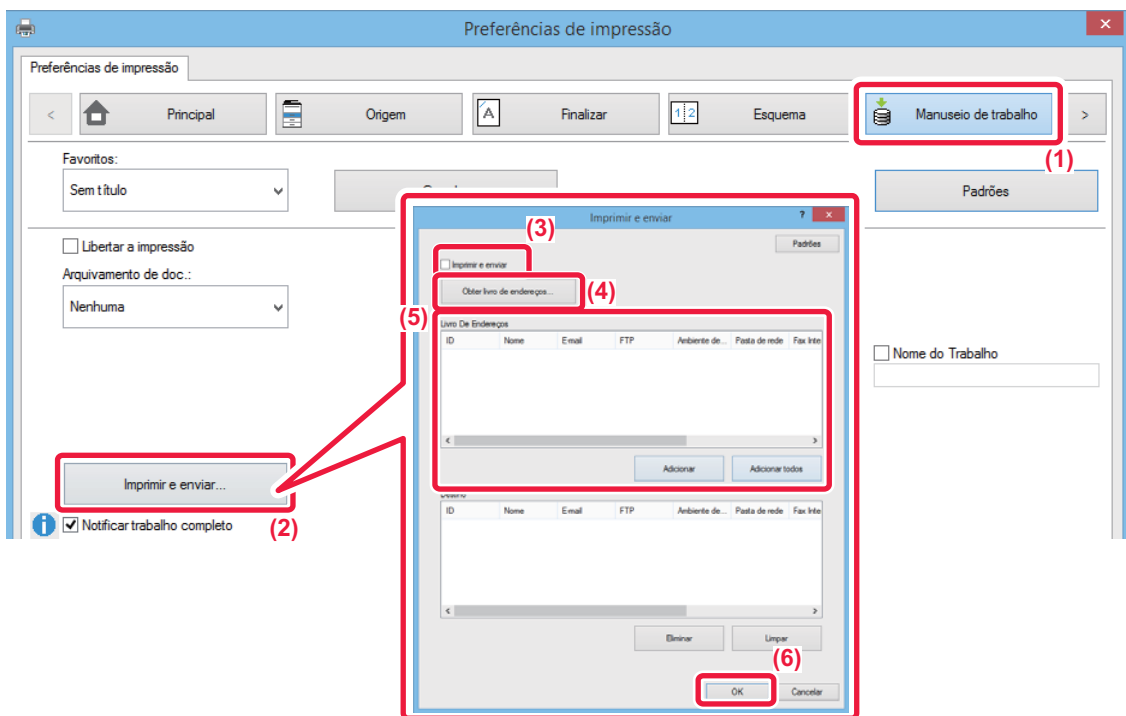 Preferências de impressão
Preferências de impressão
< Principal Origem Finalizar Esquema Manuseio de trabalho >
(1)
Favoritos:
Sem título
Padrões
Libertar a impressão
Arquivamento de doc.:
Nenhuma
Nome do Trabalho
Imprimir e enviar...
(2)
Notificar trabalho completo
Imprimir e enviar
Padrões
(3)
Imprimir e enviar
Obter livro de endereços...
(4)
(5)
Livro De Endereços
ID Nome E-mail FTP Ambiente de... Pasta de rede Fax Inte
Adicionar Adicionar todos
ID Nome E-mail FTP Ambiente de... Pasta de rede Fax Inte
Eliminar Limpar
(6)
OK Cancelar